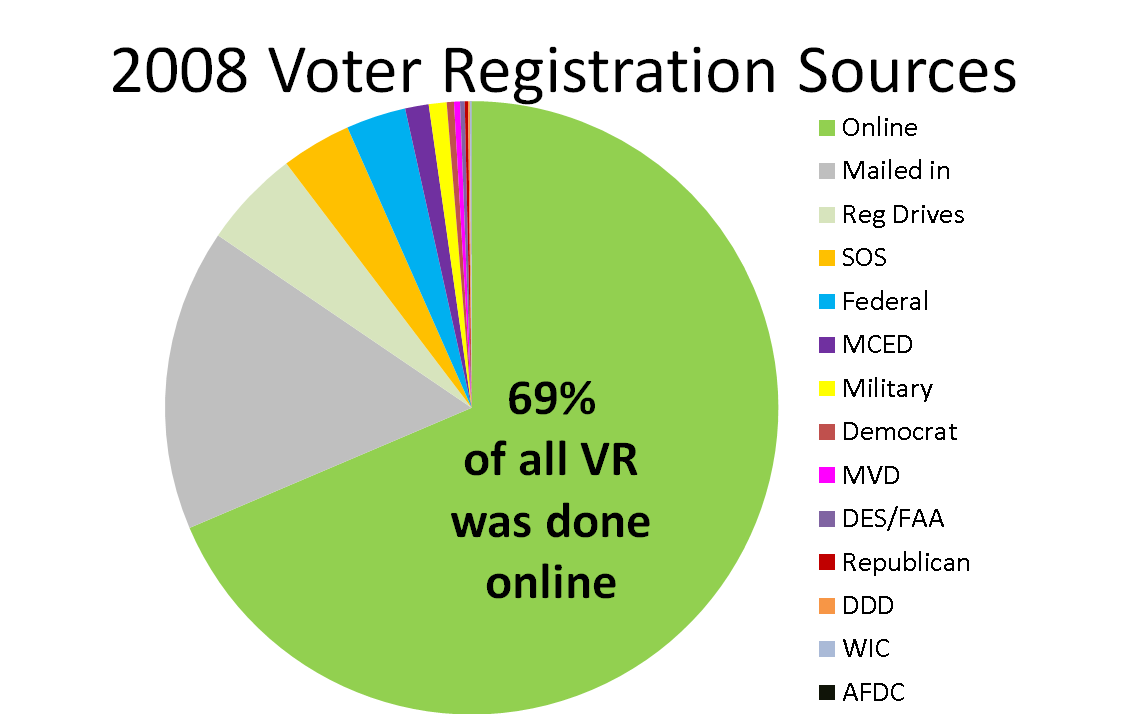 2008 Voter Registration Sources
Online
Mailed in
Reg Drives
SOS
Federal
MCED
Military
Democrat
MVD
DES/FAA
Republican
DDD
WIC
AFDC
69%
of all VR
was done
online